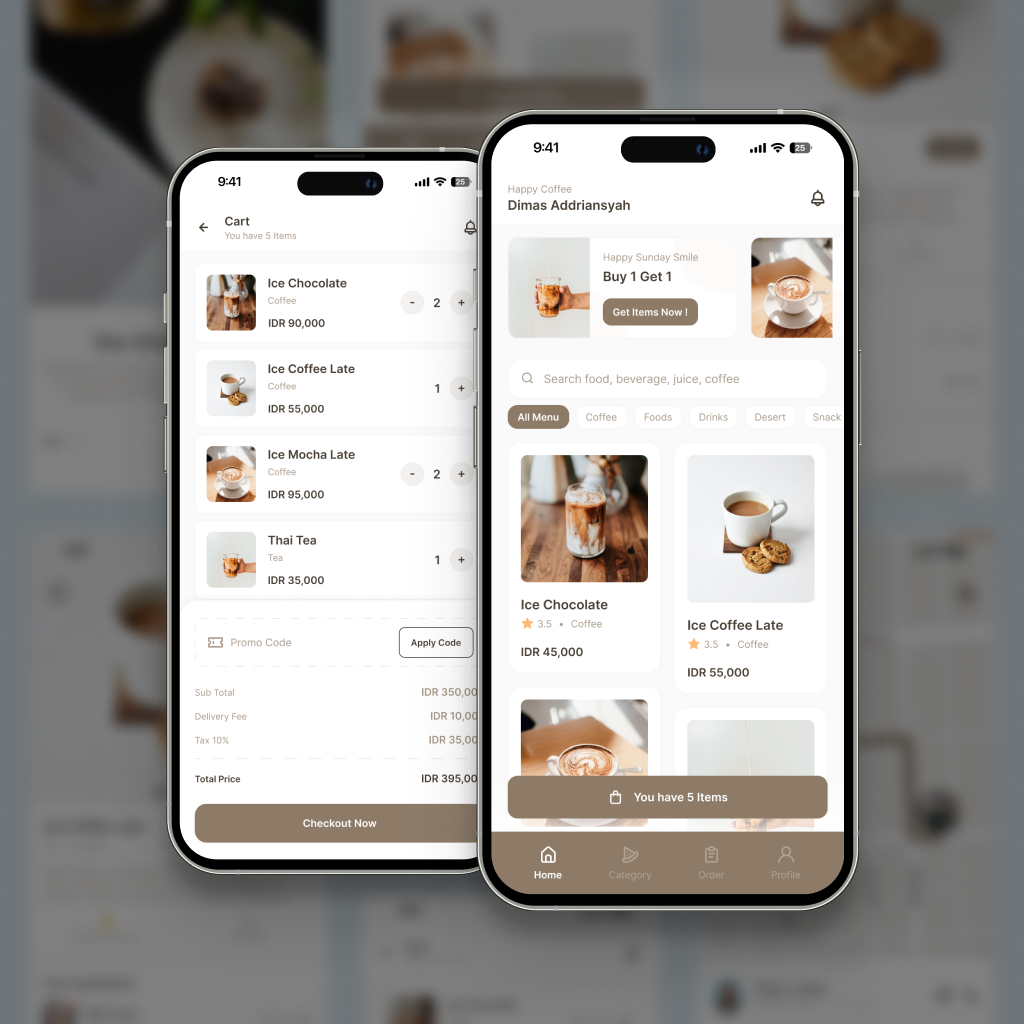 9:41
25
Cart
You have 5 Items
Ice Chocolate
Coffee
- 2 +
IDR 90,000
Ice Coffee Late
Coffee
1 +
IDR 55,000
Ice Mocha Late
Coffee
- 2 +
IDR 95,000
Thai Tea
Tea
1 +
IDR 35,000
Promo Code
Apply Code
Sub Total IDR 350,00
Delivery Fee IDR 10,00
Tax 10% IDR 35,00
Total Price IDR 395,00
Checkout Now
9:41
25
Happy Coffee
Dimas Addriansyah
Happy Sunday Smile
Buy 1 Get 1
Get Items Now !
Search food, beverage, juice, coffee
All Menu Coffee Foods Drinks Desert Snack
Ice Chocolate
3.5 • Coffee
IDR 45,000
Ice Coffee Late
3.5 • Coffee
IDR 55,000
You have 5 Items
Home Category Order Profile